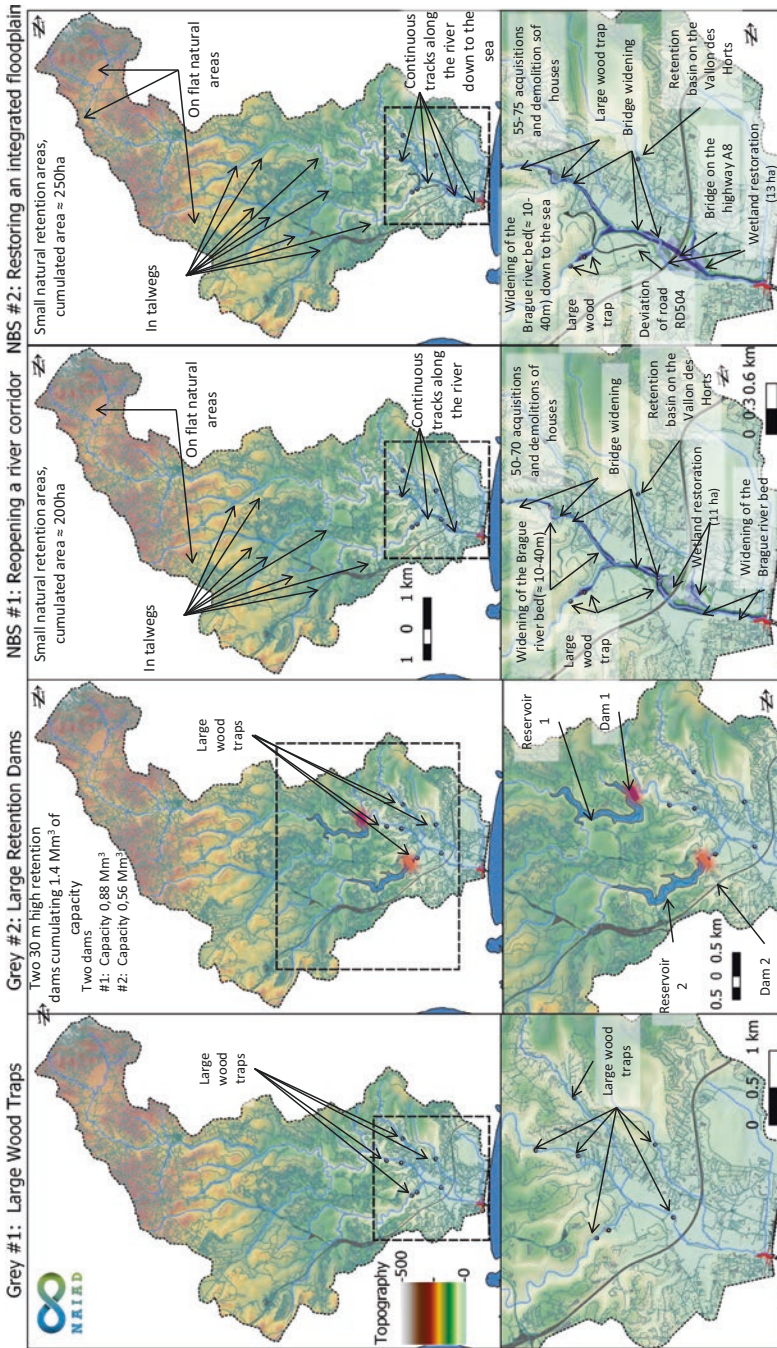 Grey #1:  Large Wood Traps
NAIAD
Topography
500
0
Large wood
traps
Large wood
traps
0  0.5  1 km
Grey #2: Large Retention Dams
Two 30 m high retention
dams cumulating 1.4 Mm³ of
capacity
Two dams
#1:  Capacity 0,88 Mm³
#2:  Capacity 0,56 Mm³
N
Large wood
traps
Reservoir
1
Dam 1
Reservoir
2
Dam 2
0.5  0  0.5 km
N
NBS #1: Reopening a river corridor
Small natural retention areas,
cumulated area ≈ 200ha
N
In talwegs
On flat natural
areas
1  0  1 km
Continuous
tracks along
the river
Widening of the Brague
river bed(≈ 10-40m)
50-70 acquisitions
and demolitions of
houses
Large
wood
trap
Bridge widening
Retention
basin on the
Vallon des
Horts
Wetland restoration
(11 ha)
Widening of the
Brague river bed
0  0.3 0.6 km
N
NBS #2: Restoring an integrated floodplain
Small natural retention areas,
cumulated area ≈ 250ha
N
In talwegs
On flat natural
areas
Continuous
tracks along
the river
down to the
sea
Widening of the
Brague river bed(≈ 10-
40m) down to the sea
55-75 acquisitions
and demolition sof
houses
Large
wood
trap
Large wood trap
Bridge widening
Deviation
of road
RD504
Retention
basin on the
Vallon des
Horts
Bridge on the
highway A8
Wetland restoration
(13 ha)
N